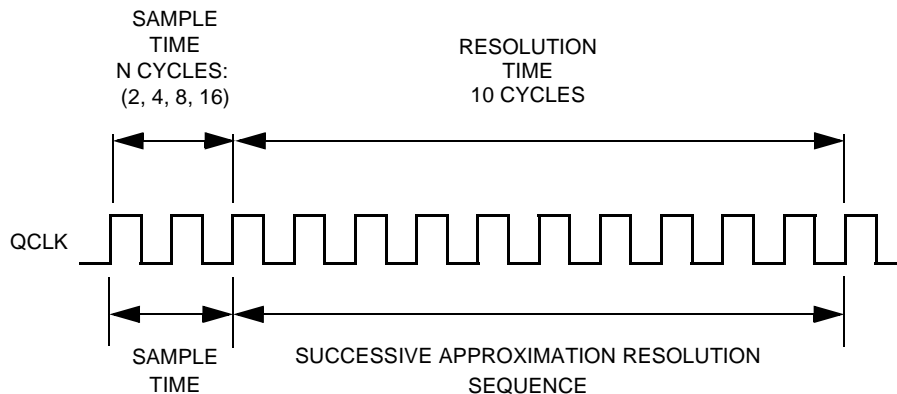 SAMPLE
TIME
N CYCLES:
(2, 4, 8, 16)
RESOLUTION
TIME
10 CYCLES
QCLK
SAMPLE
TIME
SUCCESSIVE APPROXIMATION RESOLUTION
SEQUENCE